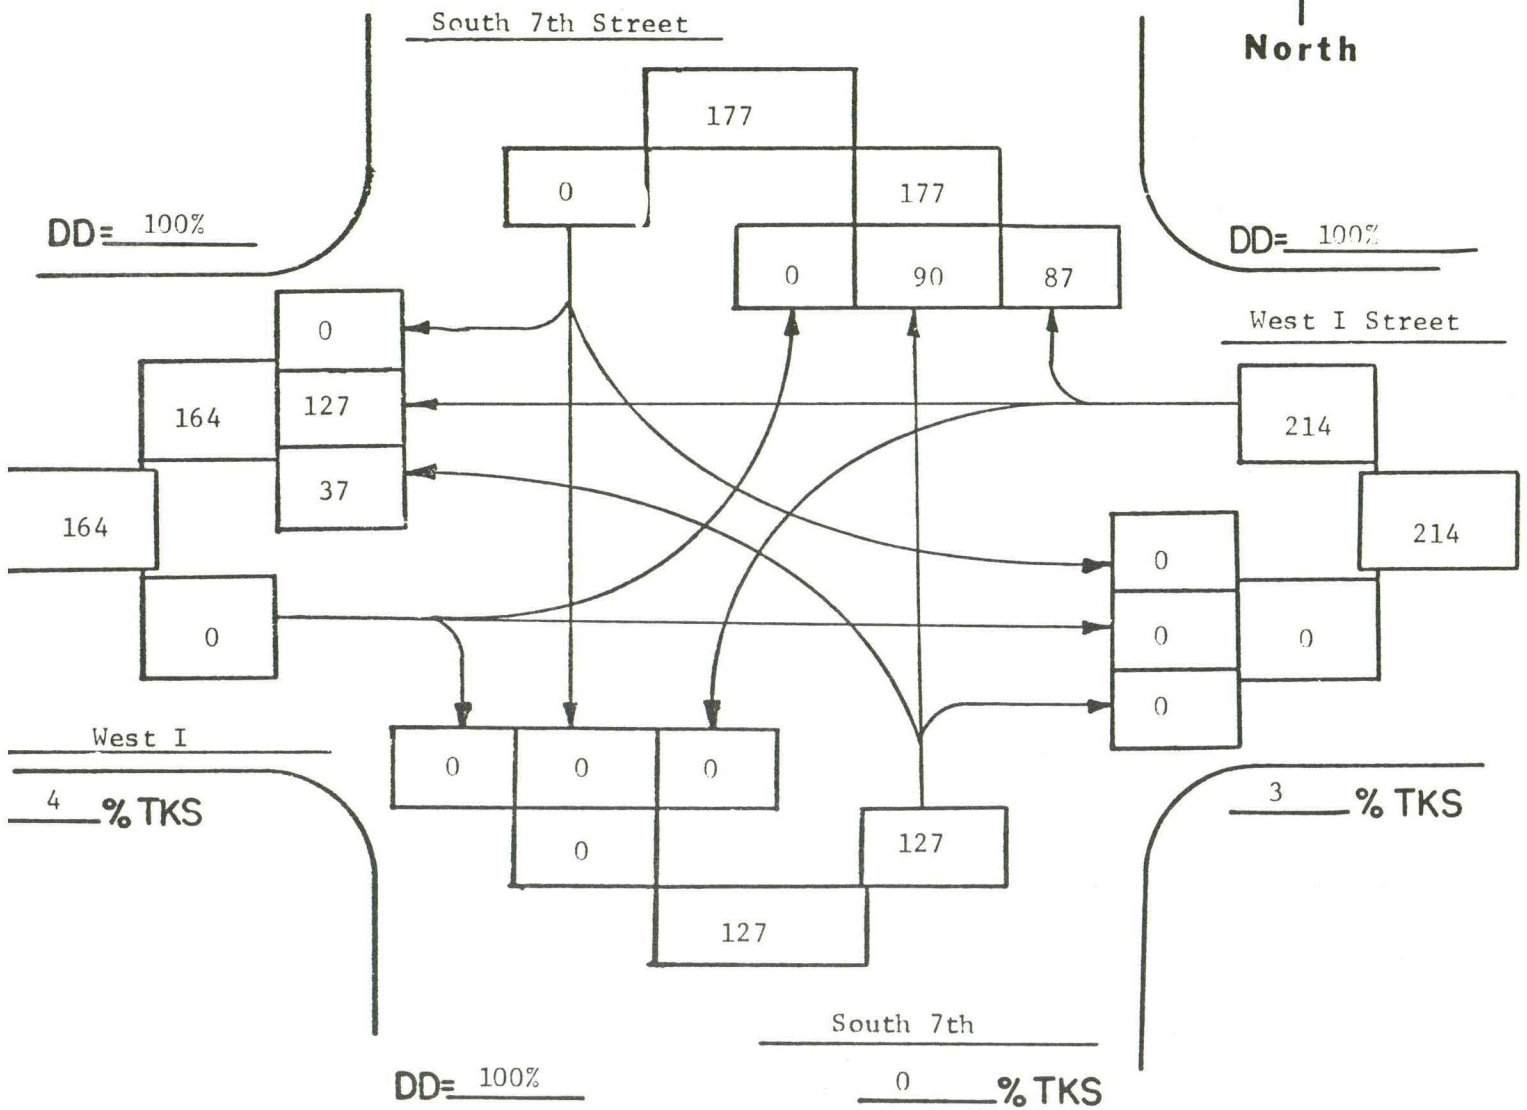 South 7th Street
North
177
0
177
DD= 100%
DD= 100%
0 90 87
0
West I Street
164 127
214
37
164
214
0
0
0 0
0
West I
0 0 0
4 % TKS
3 % TKS
0
127
127
South 7th
DD= 100%
0 % TKS